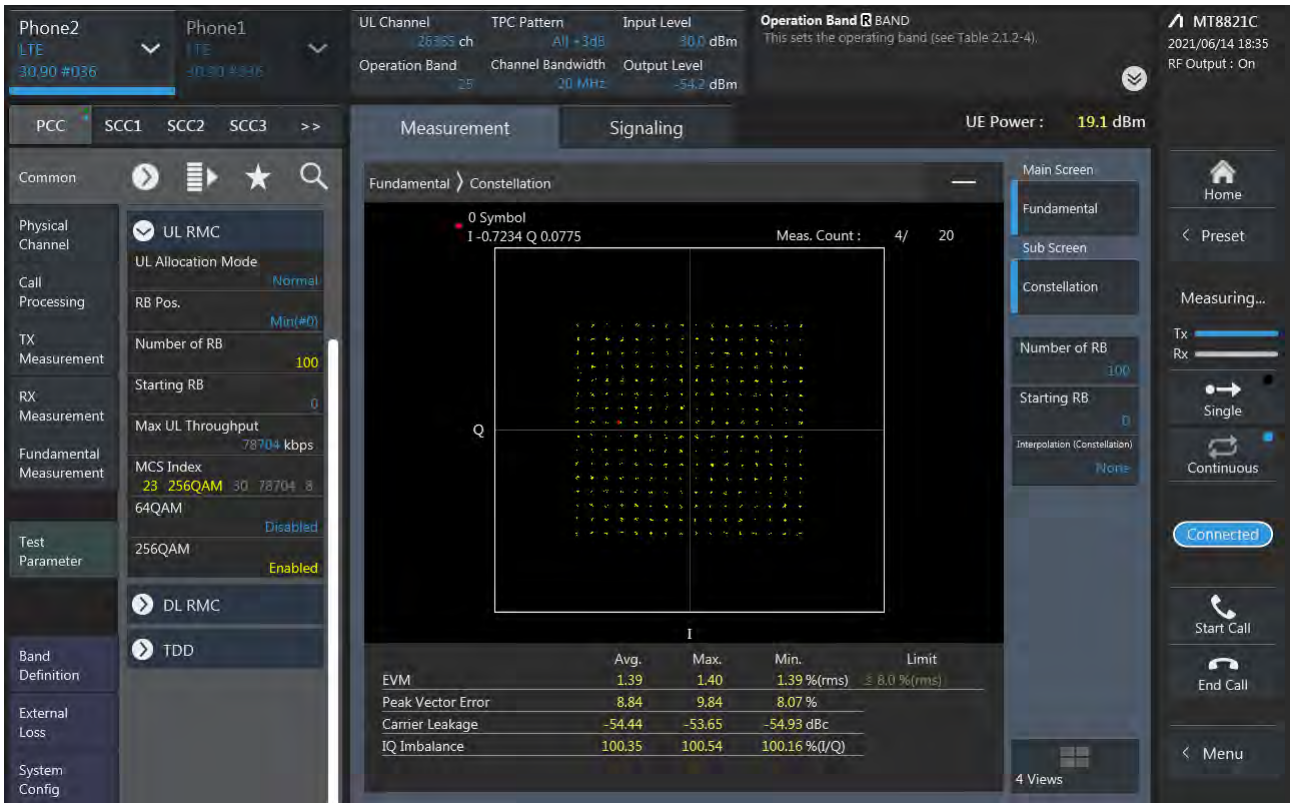 Phone2
LTE
30.90 #036
Phone1
LTE
30.90 #036
UL Channel
26365 ch
TPC Pattern
All +3dB
Input Level
30.0 dBm
Operation Band
25
Channel Bandwidth
20 MHz
Output Level
-54.2 dBm
Operation Band R BAND
This sets the operating band (see Table 2.1.2-4).
MT8821C
2021/06/14 18:35
RF Output : On
PCC SCC1 SCC2 SCC3 >>
Measurement
Signaling
UE Power : 19.1 dBm
Common
Physical
Channel
Call
Processing
TX
Measurement
RX
Measurement
Fundamental
Measurement
Test
Parameter
Band
Definition
External
Loss
System
Config
UL RMC
UL Allocation Mode
Normal
RB Pos.
Min(#0)
Number of RB
100
Starting RB
0
Max UL Throughput
78704 kbps
MCS Index
23 256QAM 30 78704 8
64QAM
Disabled
256QAM
Enabled
DL RMC
TDD
Fundamental 〉 Constellation
0 Symbol
I -0.7234 Q 0.0775
Meas. Count : 4/ 20
Q
I
Avg. Max. Min. Limit
EVM 1.39 1.40 1.39 %(rms) ≤ 8.0 %(rms)
Peak Vector Error 8.84 9.84 8.07 %
Carrier Leakage -54.44 -53.65 -54.93 dBc
IQ Imbalance 100.35 100.54 100.16 %(I/Q)
Main Screen
Fundamental
Sub Screen
Constellation
Number of RB
100
Starting RB
0
Interpolation (Constellation)
None
4 Views
Home
< Preset
Measuring...
Tx
Rx
Single
Continuous
Connected
Start Call
End Call
< Menu